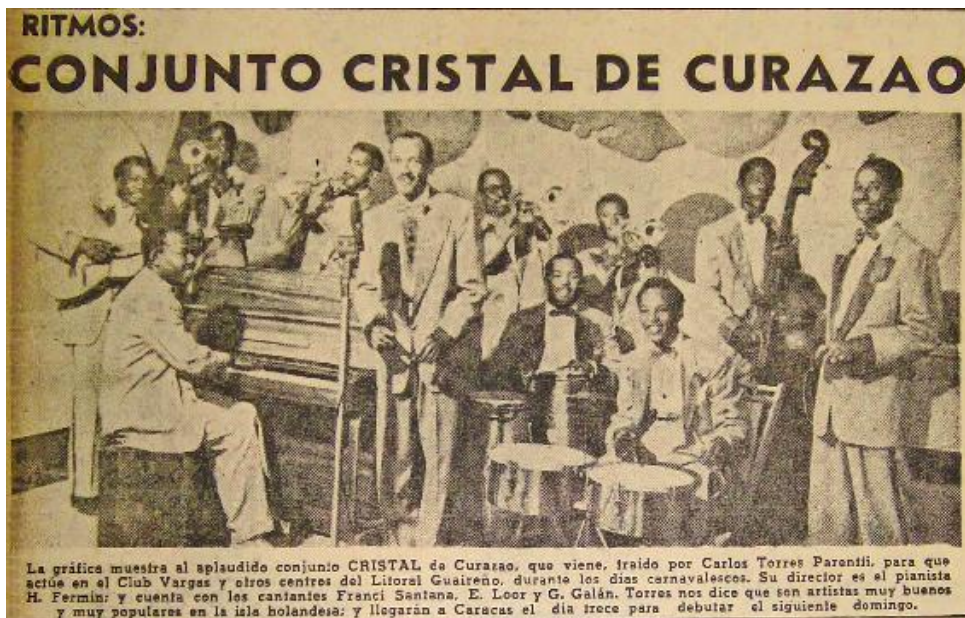 RITMOS:
CONJUNTO CRISTAL DE CURAZAO
La gráfica muestra al aplaudido conjunto CRISTAL de Curazao, que viene, traído por Carlos Torres Parentii, para que
actúe en el Club Vargas y otros centros del Litoral Guaireño, durante los días carnavalescos. Su director es el pianista
H. Fermín; y cuenta con los cantantes Franci Santana, E. Loor y G. Galán. Torres nos dice que son artistas muy buenos
y muy populares en la isla holandesa; y llegarán a Caracas el día trece para debutar el siguiente domingo.